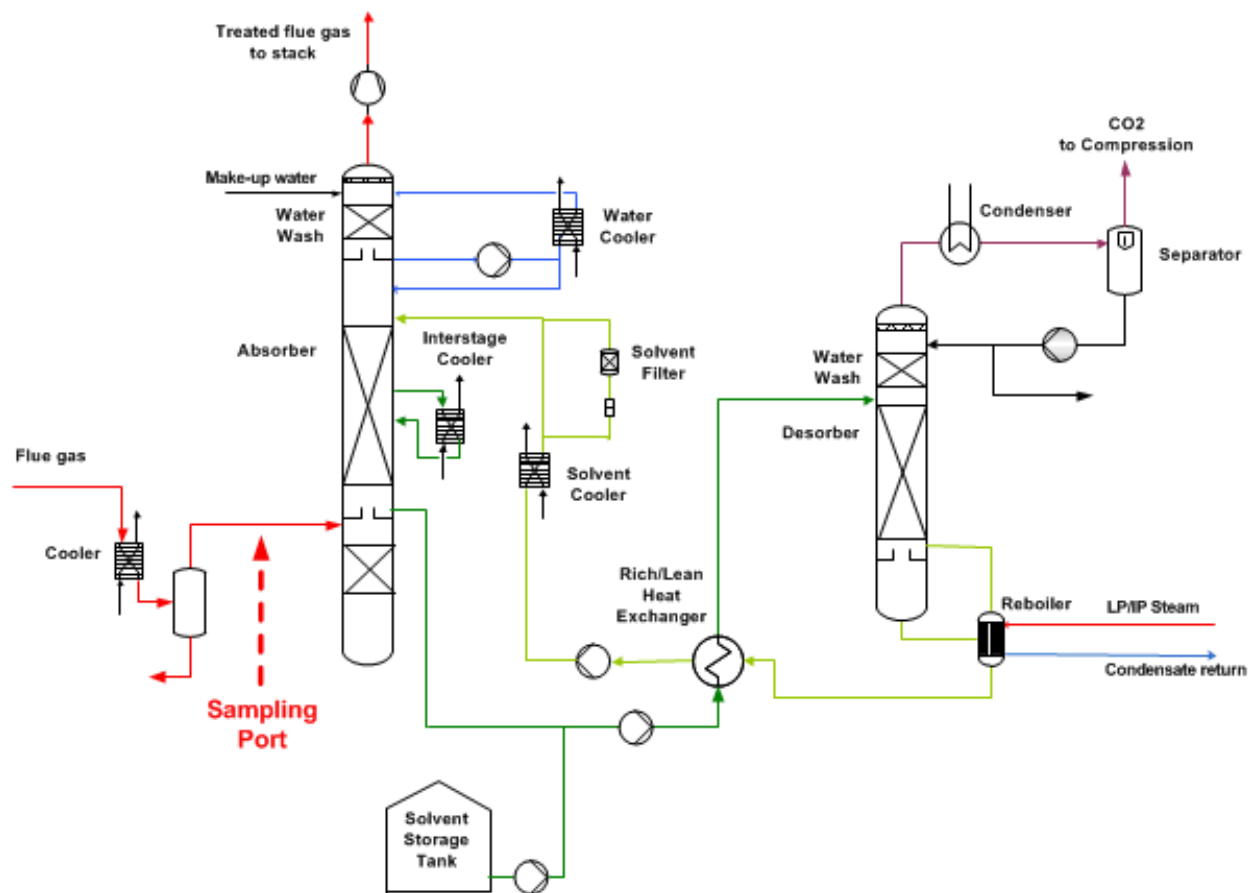 Treated flue gas
to stack
CO2
to Compression
Make-up water
Water
Wash
Water
Cooler
Condenser
Separator
Absorber
Interstage
Cooler
Solvent
Filter
Water
Wash
Desorber
Flue gas
Solvent
Cooler
Cooler
Rich/Lean
Heat
Exchanger
Reboiler
LP/IP Steam
Condensate return
Sampling
Port
Solvent
Storage
Tank